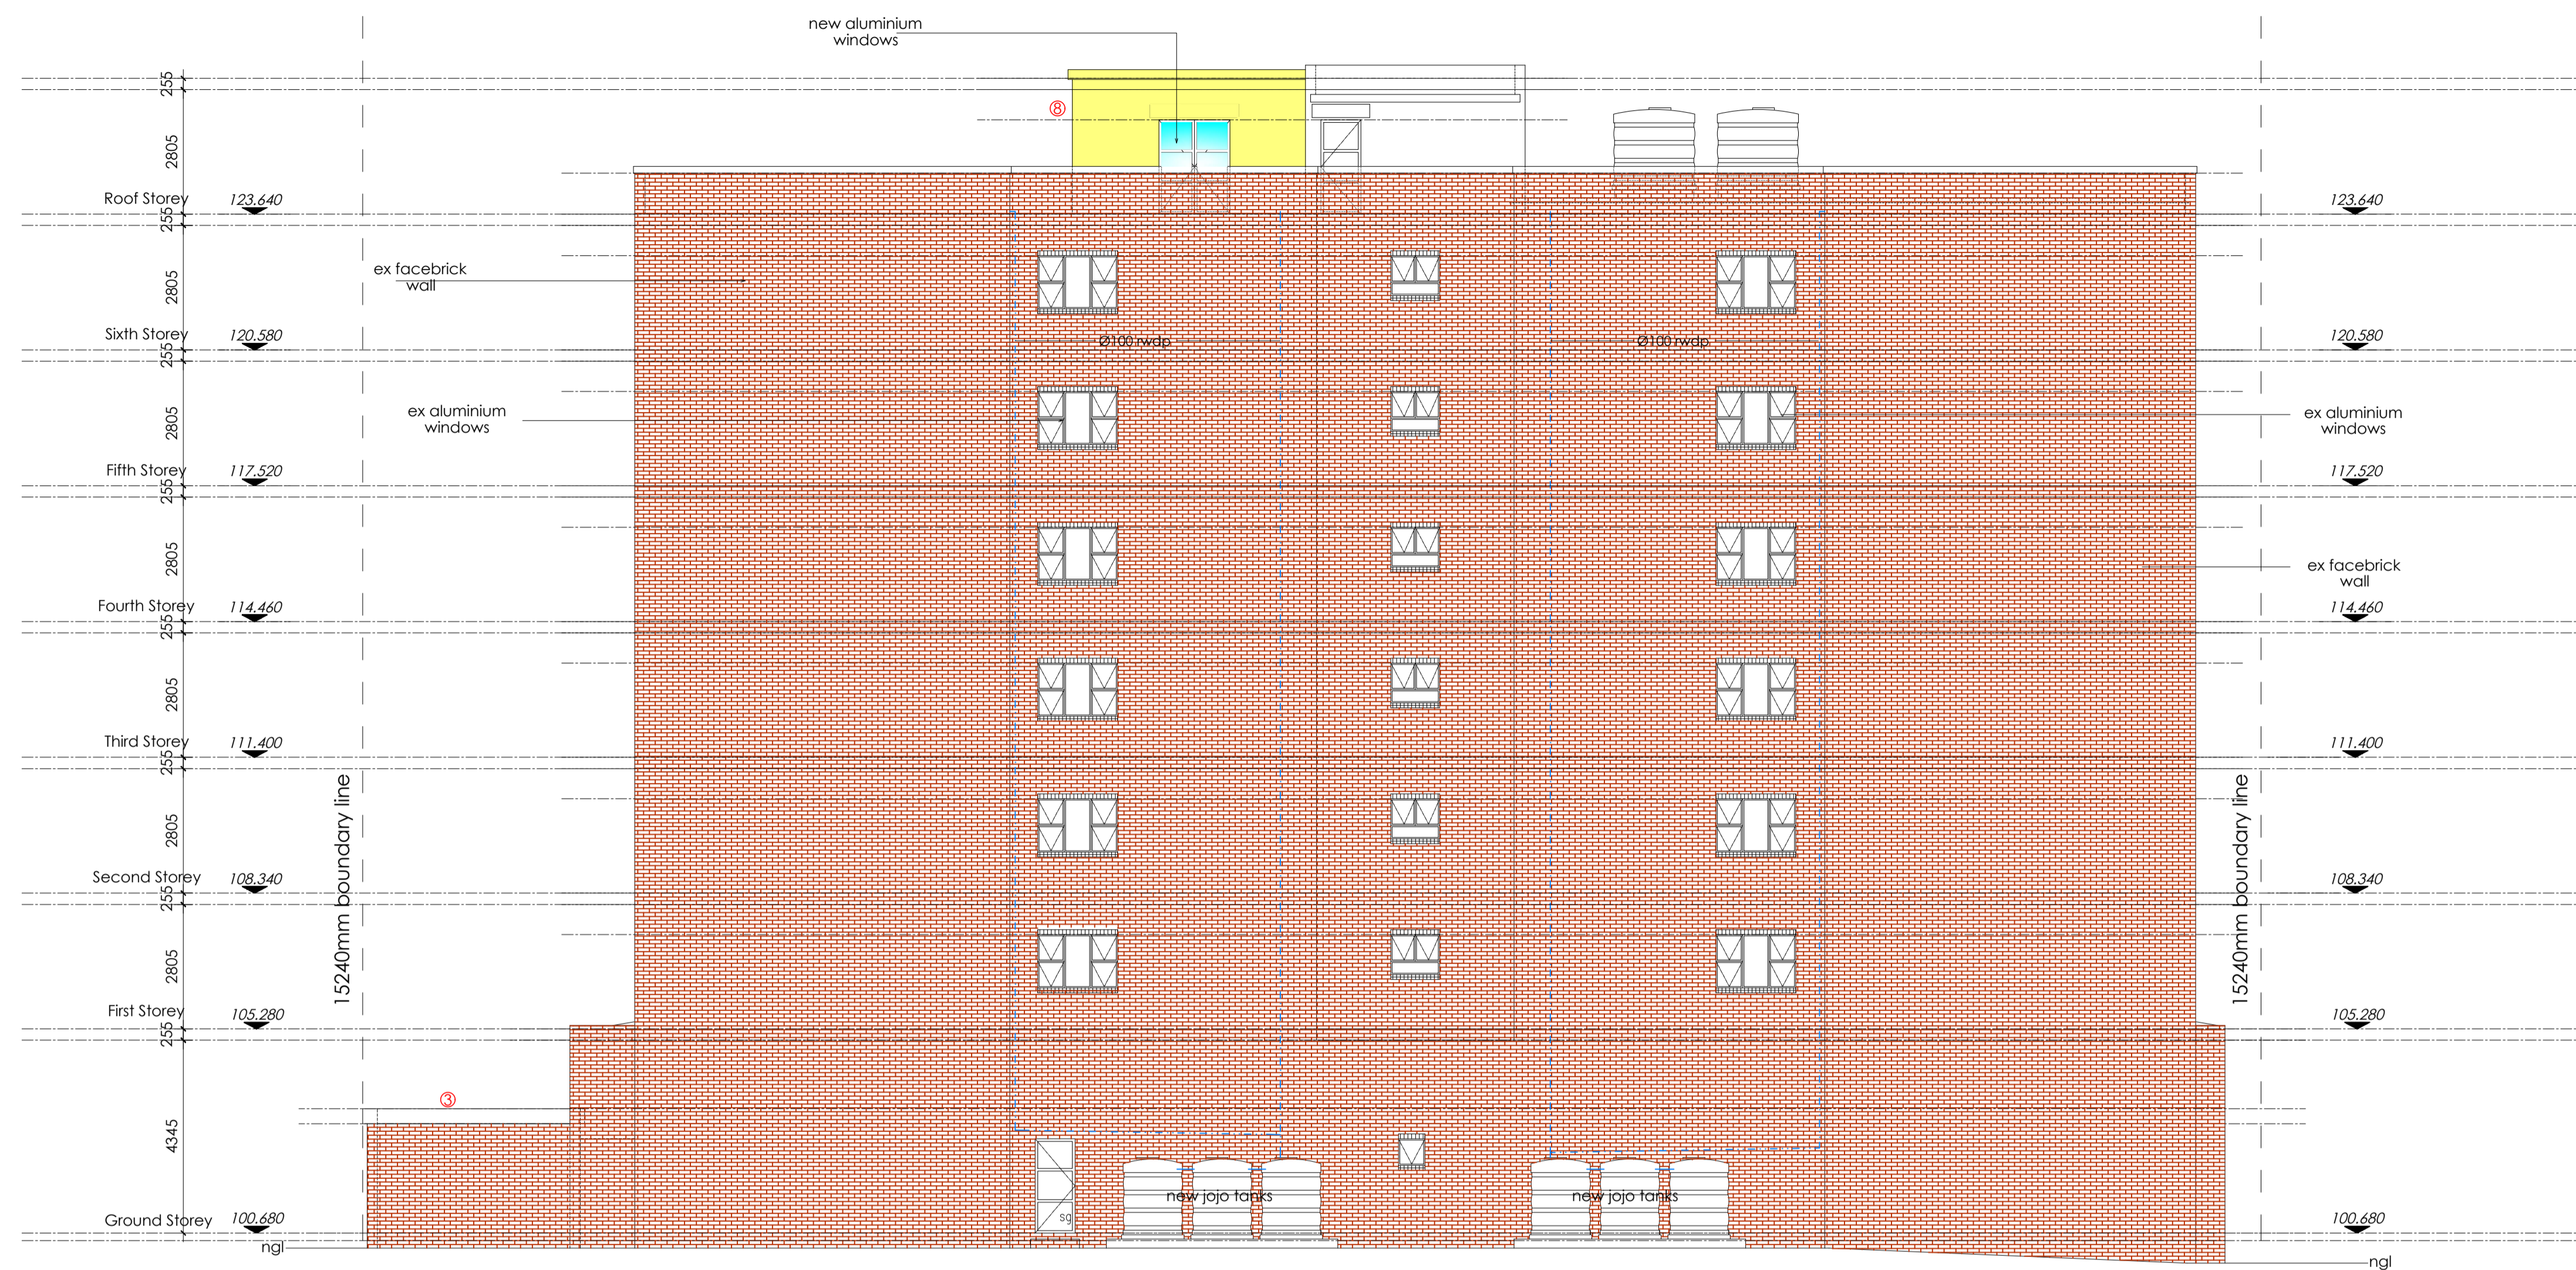 new aluminium
windows
255
⑧
2805
Roof Storey 123.640
123.640
255
ex facebrick
wall
2805
Sixth Storey 120.580
Ø100 rwdp
Ø100 rwdp
120.580
255
ex aluminium
windows
2805
ex aluminium
windows
Fifth Storey 117.520
117.520
255
2805
ex facebrick
wall
Fourth Storey 114.460
114.460
255
2805
Third Storey 111.400
111.400
255
15240mm boundary line
15240mm boundary line
2805
Second Storey 108.340
108.340
255
2805
First Storey 105.280
105.280
255
③
4345
new jojo tanks
new jojo tanks
sg
Ground Storey 100.680
100.680
ngl
ngl